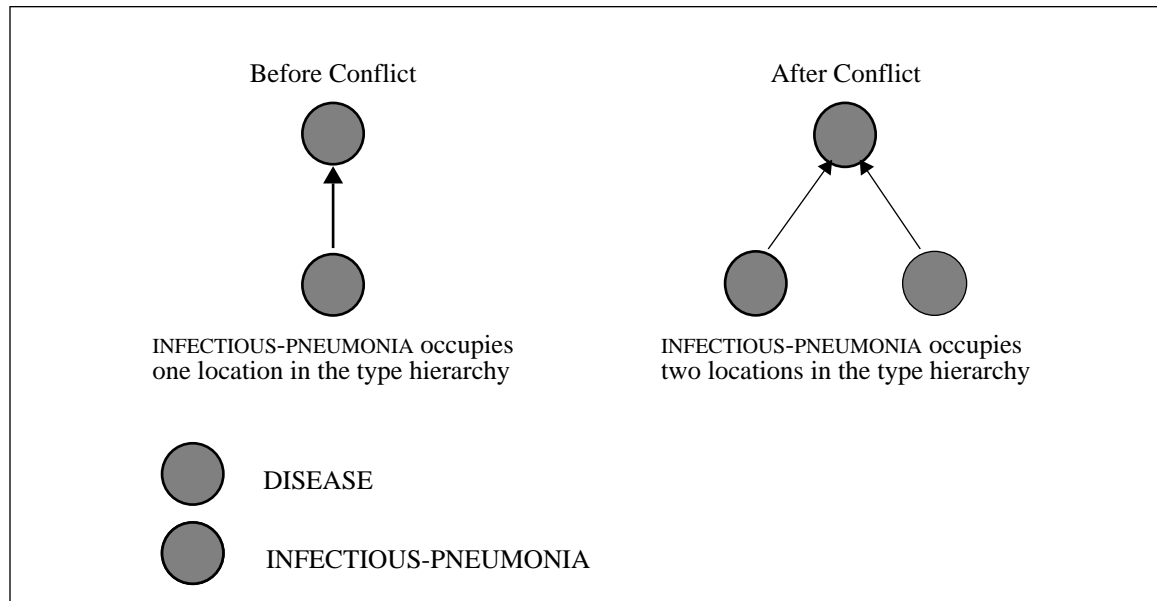 Before Conflict
After Conflict
INFECTIOUS-PNEUMONIA occupies
one location in the type hierarchy
INFECTIOUS-PNEUMONIA occupies
two locations in the type hierarchy
DISEASE
INFECTIOUS-PNEUMONIA